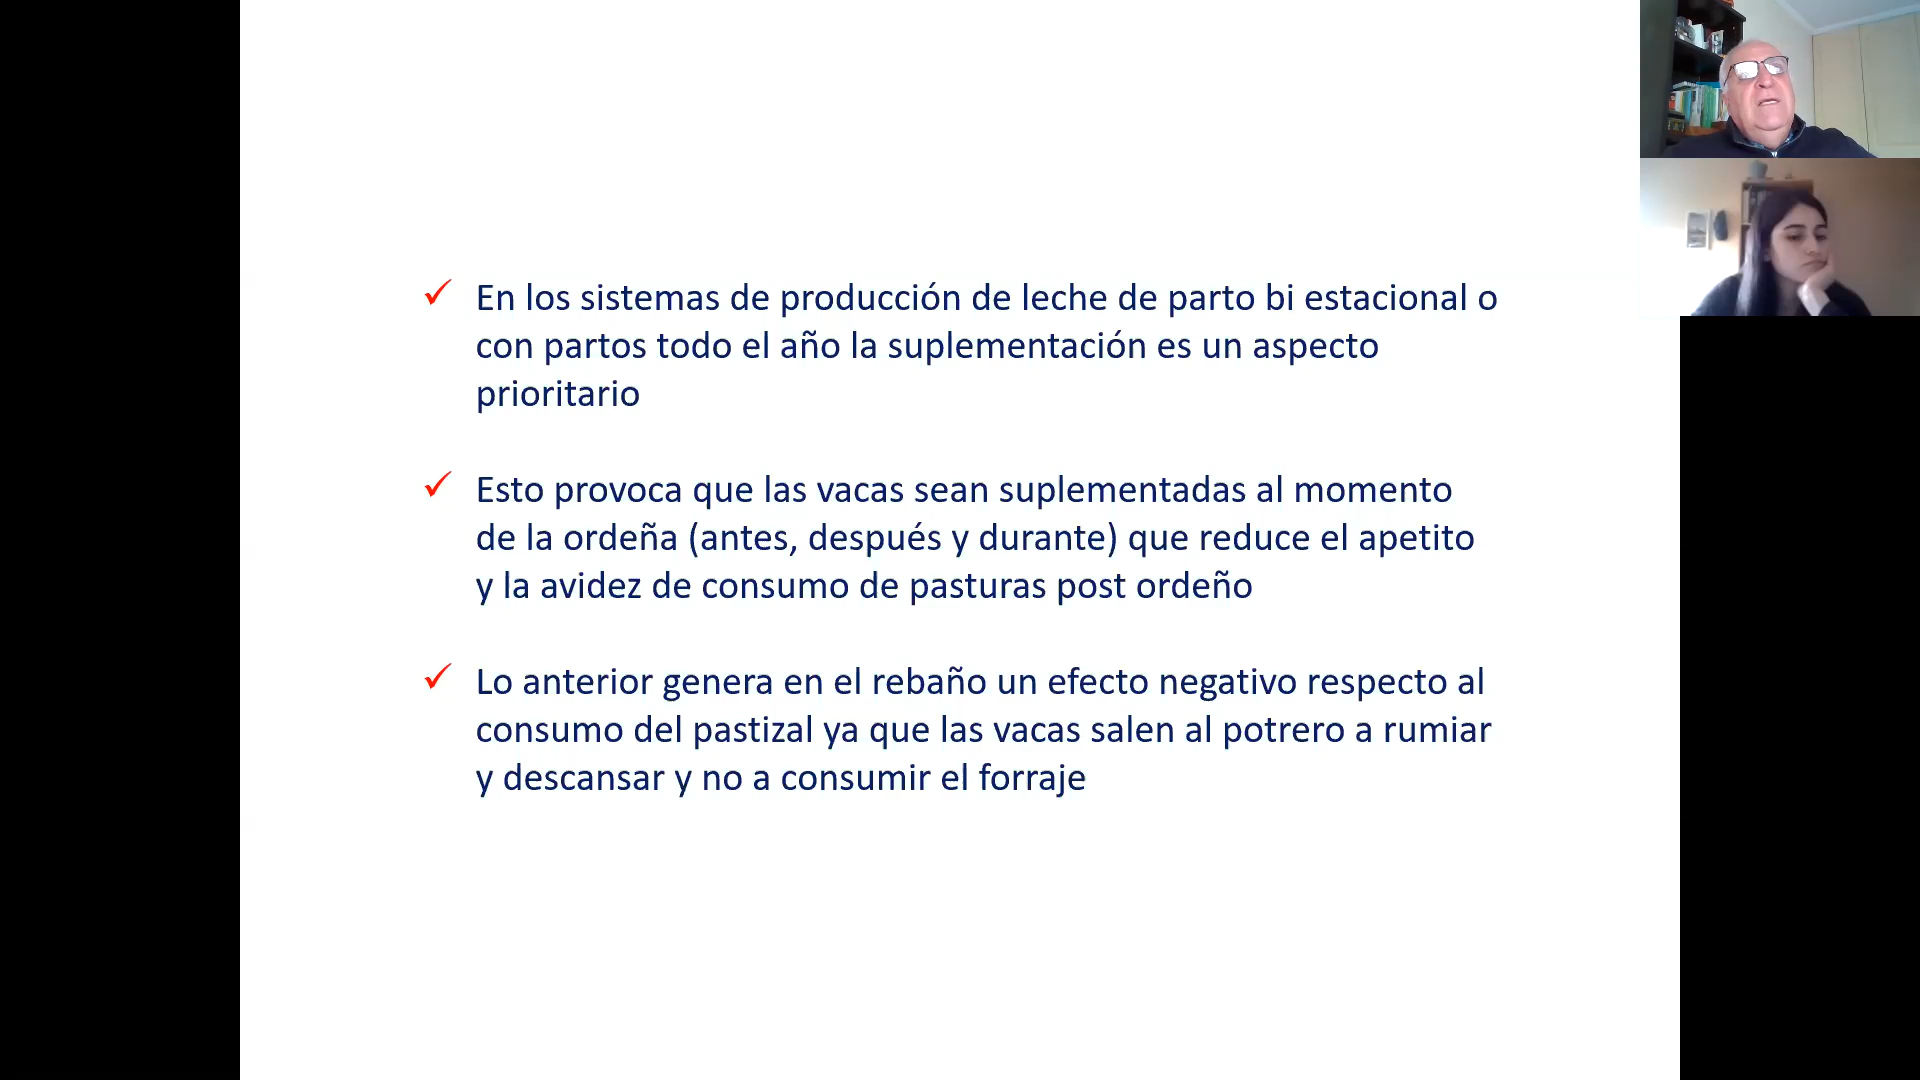 En los sistemas de producción de leche de parto bi estacional o
con partos todo el año la suplementación es un aspecto
prioritario
Esto provoca que las vacas sean suplementadas al momento
de la ordeña (antes, después y durante) que reduce el apetito
y la avidez de consumo de pasturas post ordeño
Lo anterior genera en el rebaño un efecto negativo respecto al
consumo del pastizal ya que las vacas salen al potrero a rumiar
y descansar y no a consumir el forraje